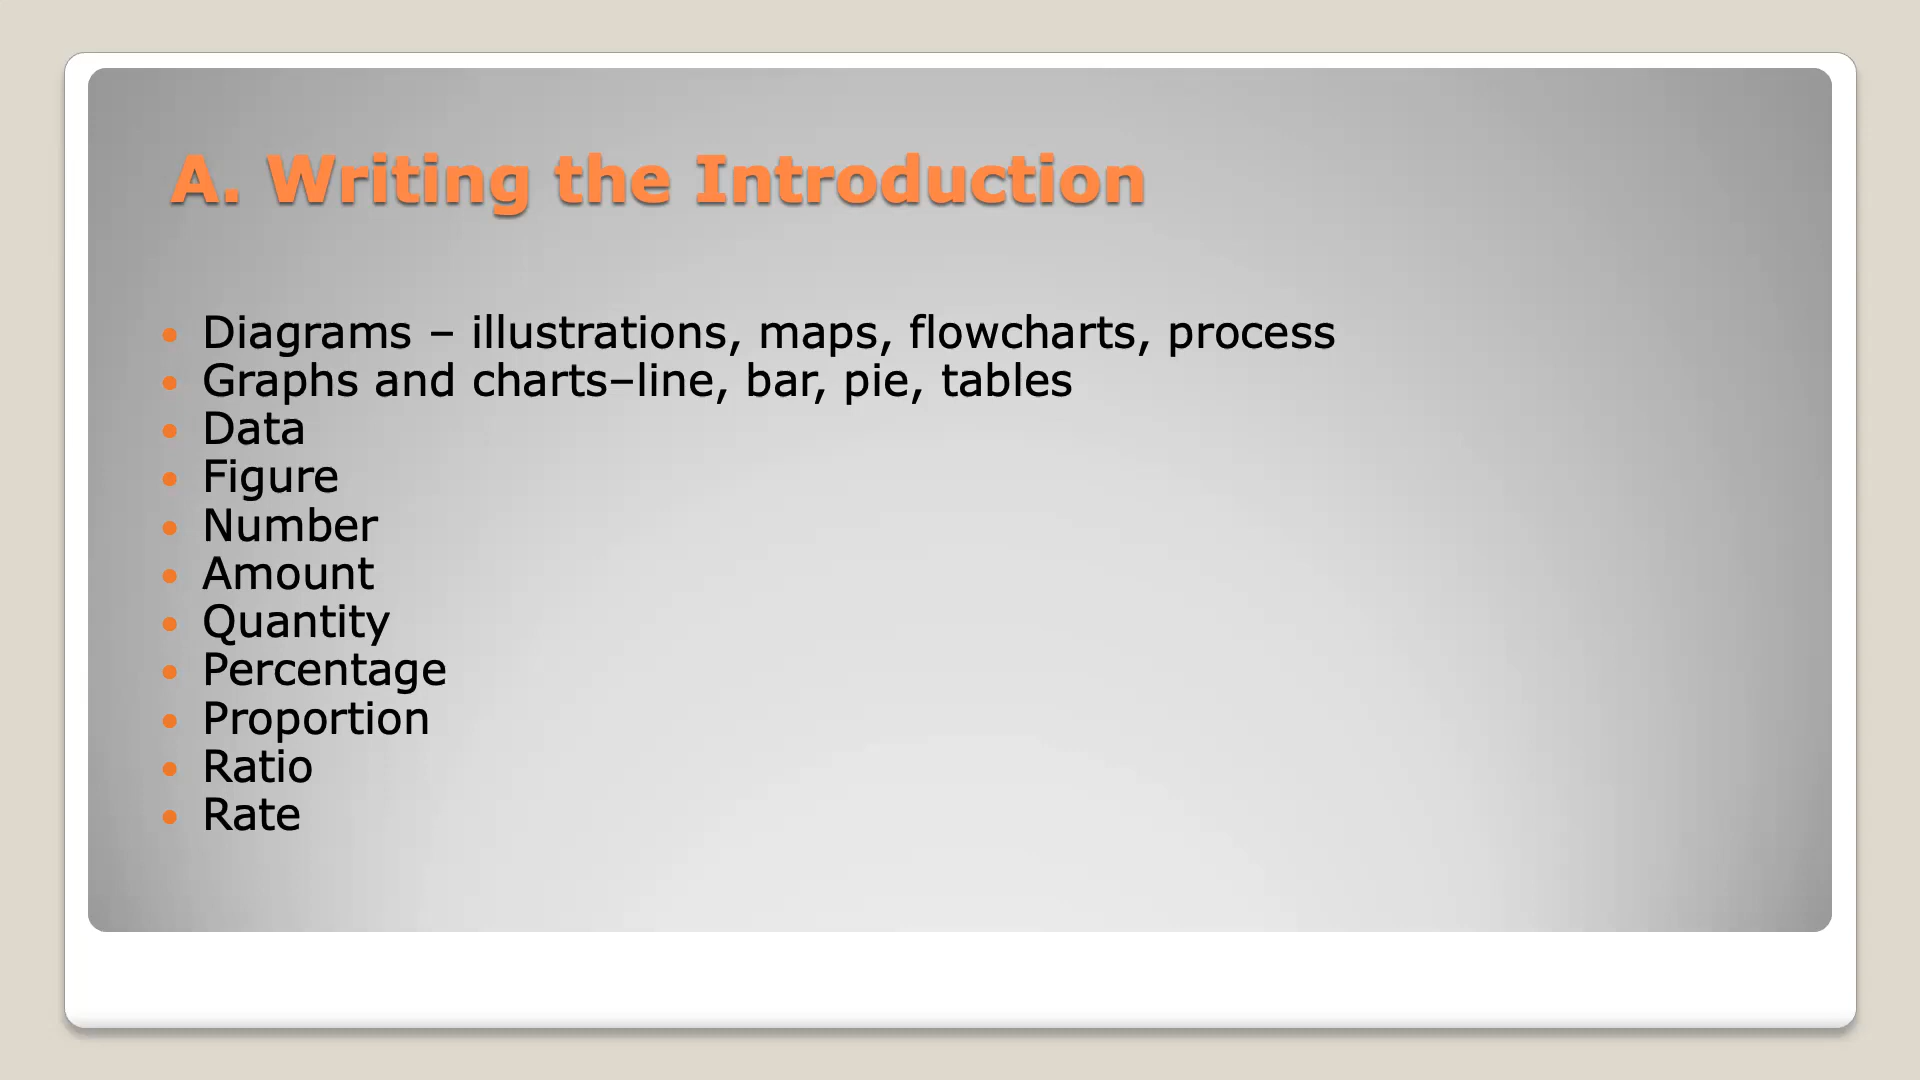 A. Writing the Introduction
• Diagrams – illustrations, maps, flowcharts, process
• Graphs and charts–line, bar, pie, tables
• Data
• Figure
• Number
• Amount
• Quantity
• Percentage
• Proportion
• Ratio
• Rate